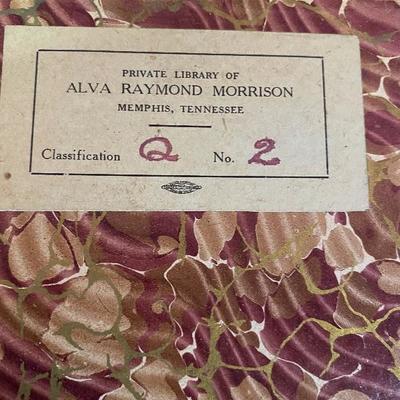 PRIVATE LIBRARY OF
ALVA RAYMOND MORRISON
MEMPHIS, TENNESSEE
Classification Q No. 2